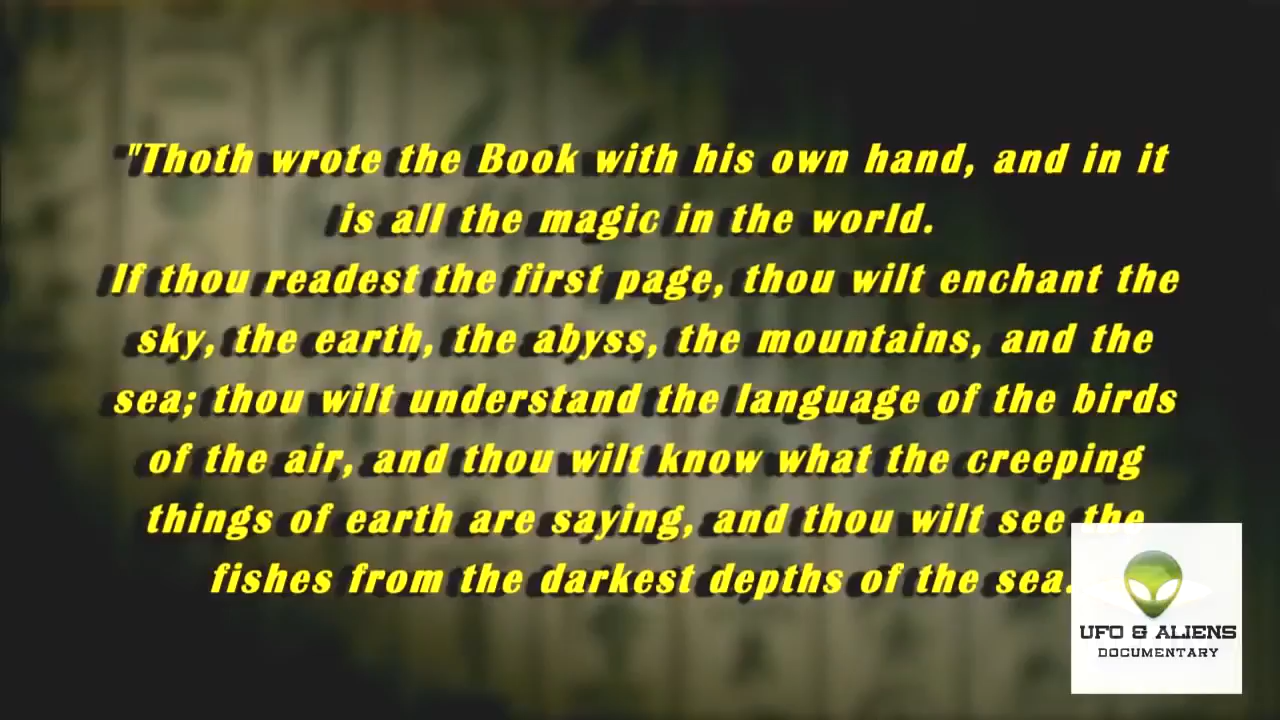 "Thoth wrote the Book with his own hand, and in it
is all the magic in the world.
If thou readest the first page, thou wilt enchant the
sky, the earth, the abyss, the mountains, and the
sea; thou wilt understand the language of the birds
of the air, and thou wilt know what the creeping
things of earth are saying, and thou wilt see the
fishes from the darkest depths of the sea.
UFO & ALIENS
DOCUMENTARY